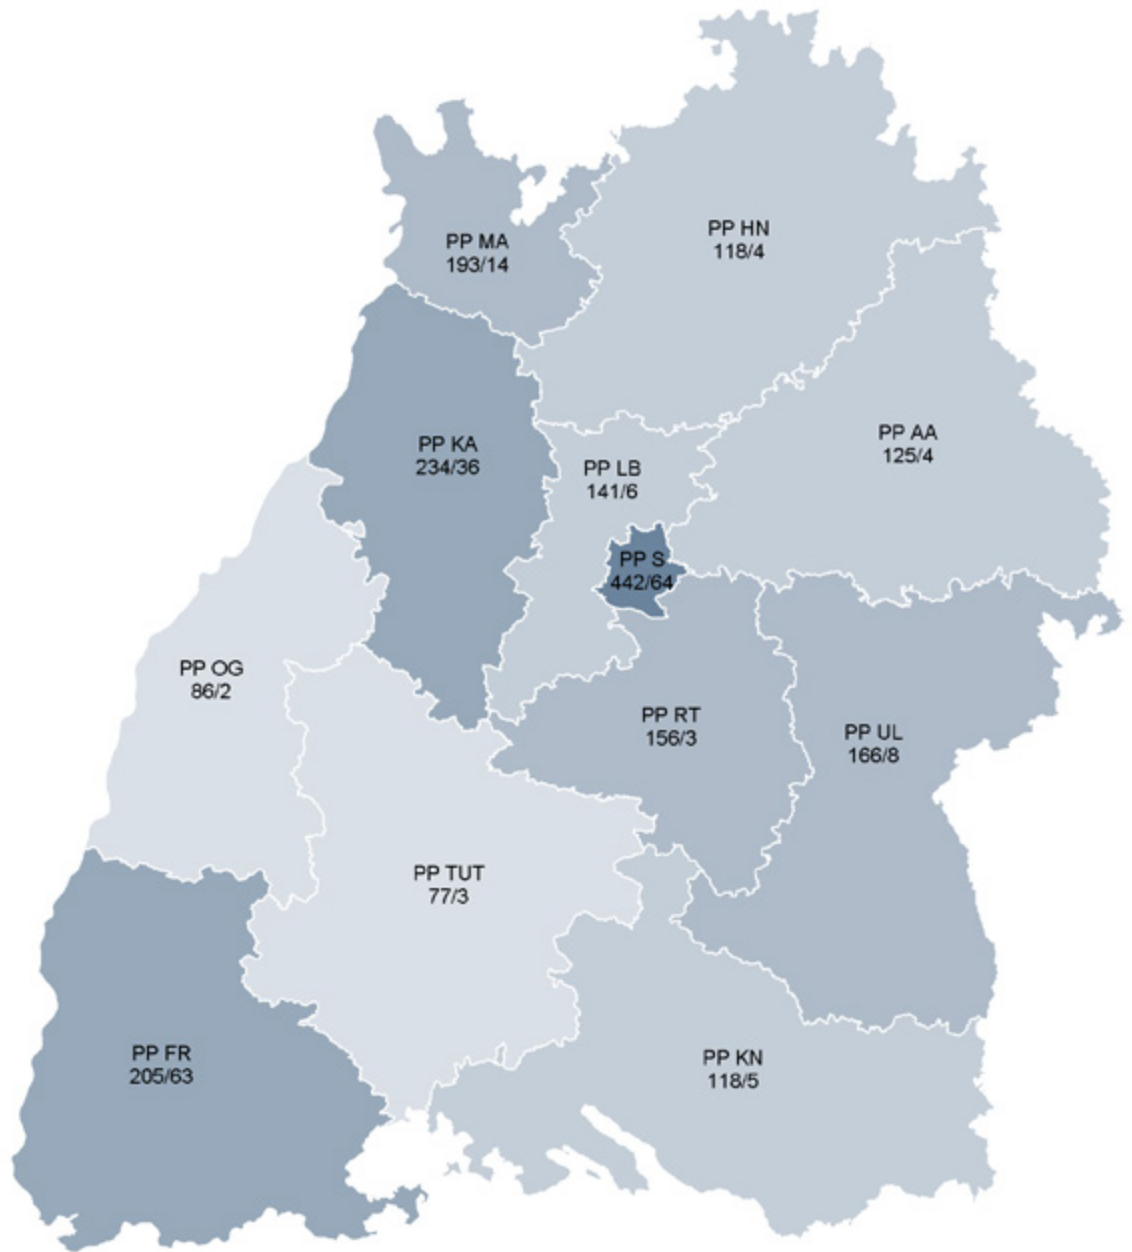 PP HN
118/4
PP MA
193/14
PP AA
125/4
PP KA
234/36
PP LB
141/6
PP S
442/64
PP OG
86/2
PP RT
156/3
PP UL
166/8
PP TUT
77/3
PP FR
205/63
PP KN
118/5